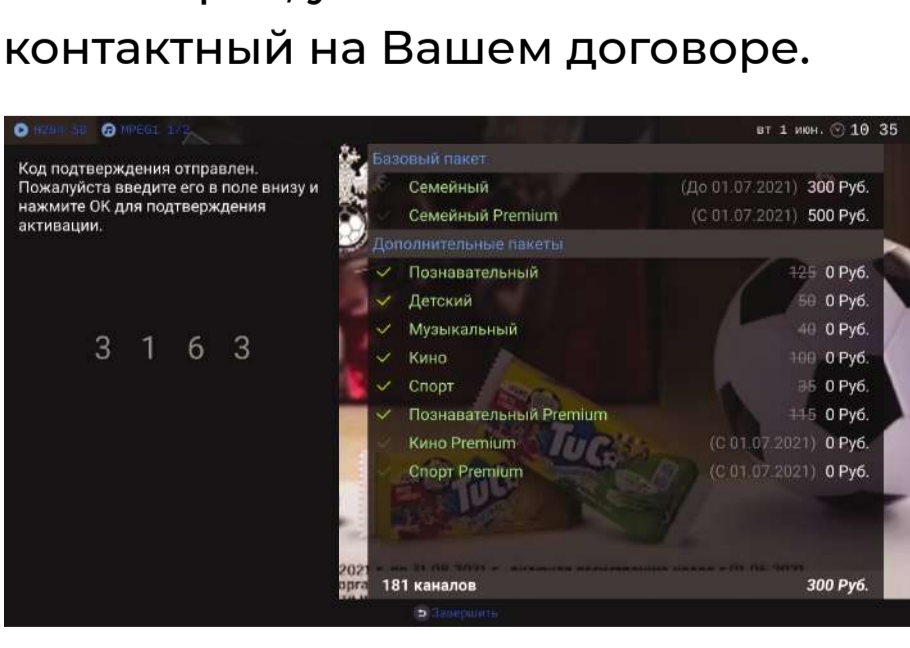 контактный на Вашем договоре.
H264 SD MPEG1 1/2
вт 1 июн. 10 35
Код подтверждения отправлен.
Пожалуйста введите его в поле внизу и
нажмите ОК для подтверждения
активации.
3 1 6 3
Базовый пакет
Семейный (До 01.07.2021) 300 Руб.
Семейный Premium (С 01.07.2021) 500 Руб.
Дополнительные пакеты
Познавательный 125 0 Руб.
Детский 50 0 Руб.
Музыкальный 40 0 Руб.
Кино 100 0 Руб.
Спорт 35 0 Руб.
Познавательный Premium 115 0 Руб.
Кино Premium (С 01.07.2021) 0 Руб.
Спорт Premium (С 01.07.2021) 0 Руб.
TUC
TUC
2021
181 каналов 300 Руб.
Завершить